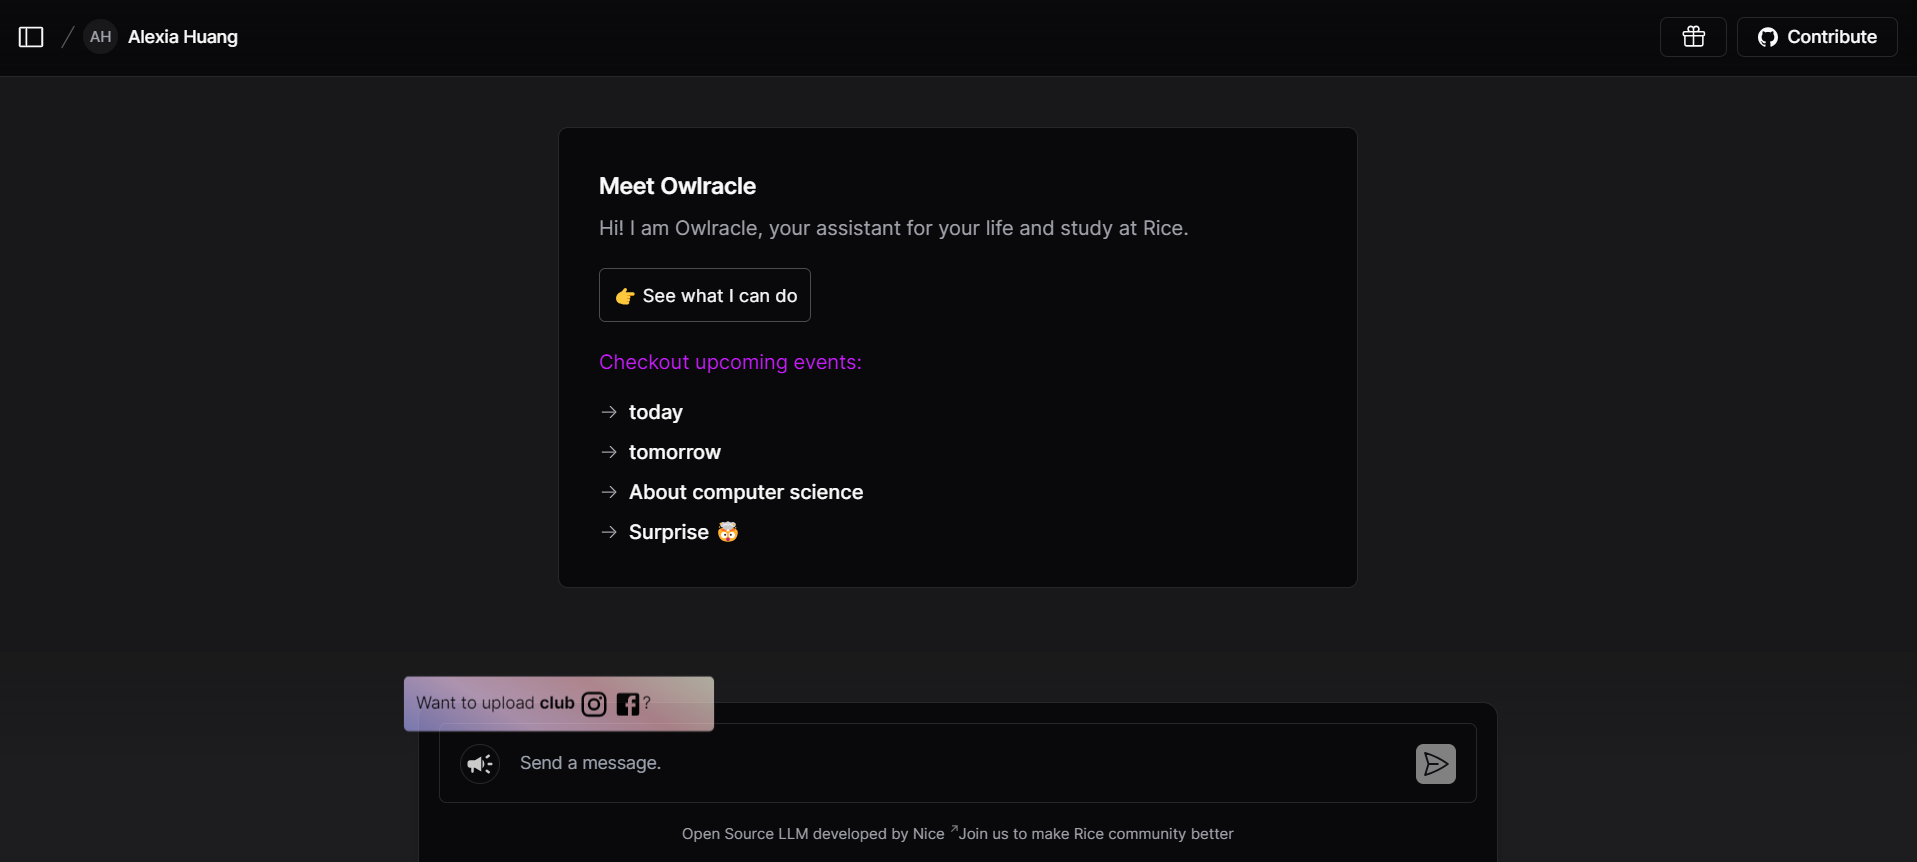 AH Alexia Huang
Contribute
Meet Owlracle
Hi! I am Owlracle, your assistant for your life and study at Rice.
👉 See what I can do
Checkout upcoming events:
→ today
→ tomorrow
→ About computer science
→ Surprise 🤯
Want to upload club ?
Send a message.
Open Source LLM developed by Nice ↗Join us to make Rice community better